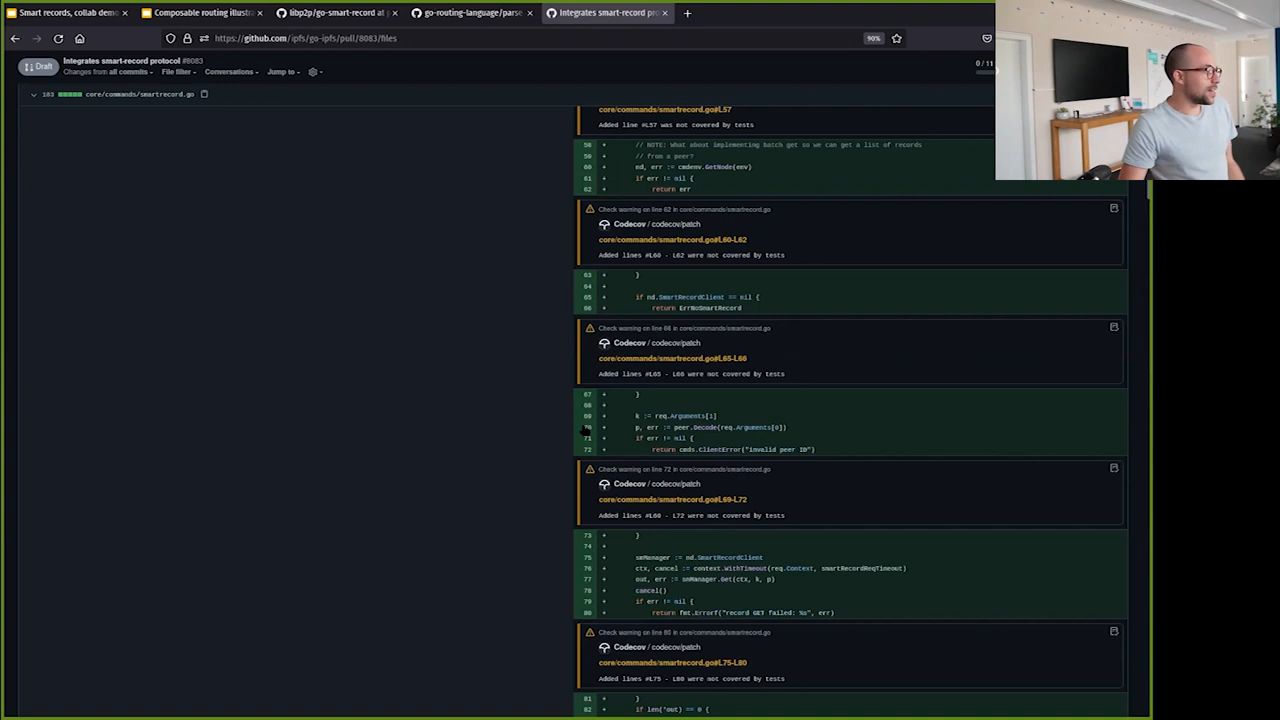 Smart records, collab demo
Composable routing illustra
libp2p/go-smart-record at
go-routing-language/parse
Integrates smart-record pro
https://github.com/ipfs/go-ipfs/pull/8083/files
90%
Draft
Integrates smart-record protocol #8083
Changes from all commits
File filter
Conversations
Jump to
0 / 11
183
core/commands/smartrecord.go
core/commands/smartrecord.go#L57
Added line #L57 was not covered by tests
58 + // NOTE: What about implementing batch get so we can get a list of records
59 + // from a peer?
60 + nd, err := cmdenv.GetNode(env)
61 + if err != nil {
62 + return err
Check warning on line 62 in core/commands/smartrecord.go
Codecov / codecov/patch
core/commands/smartrecord.go#L60-L62
Added lines #L60 - L62 were not covered by tests
63 + }
64 +
65 + if nd.SmartRecordClient == nil {
66 + return ErrNoSmartRecord
Check warning on line 66 in core/commands/smartrecord.go
Codecov / codecov/patch
core/commands/smartrecord.go#L65-L66
Added lines #L65 - L66 were not covered by tests
67 + }
68 +
69 + k := req.Arguments[1]
70 + p, err := peer.Decode(req.Arguments[0])
71 + if err != nil {
72 + return cmds.ClientError("invalid peer ID")
Check warning on line 72 in core/commands/smartrecord.go
Codecov / codecov/patch
core/commands/smartrecord.go#L69-L72
Added lines #L69 - L72 were not covered by tests
73 + }
74 +
75 + smManager := nd.SmartRecordClient
76 + ctx, cancel := context.WithTimeout(req.Context, smartRecordReqTimeout)
77 + out, err := smManager.Get(ctx, k, p)
78 + cancel()
79 + if err != nil {
80 + return fmt.Errorf("record GET failed: %s", err)
Check warning on line 80 in core/commands/smartrecord.go
Codecov / codecov/patch
core/commands/smartrecord.go#L75-L80
Added lines #L75 - L80 were not covered by tests
81 + }
82 + if len(*out) == 0 {